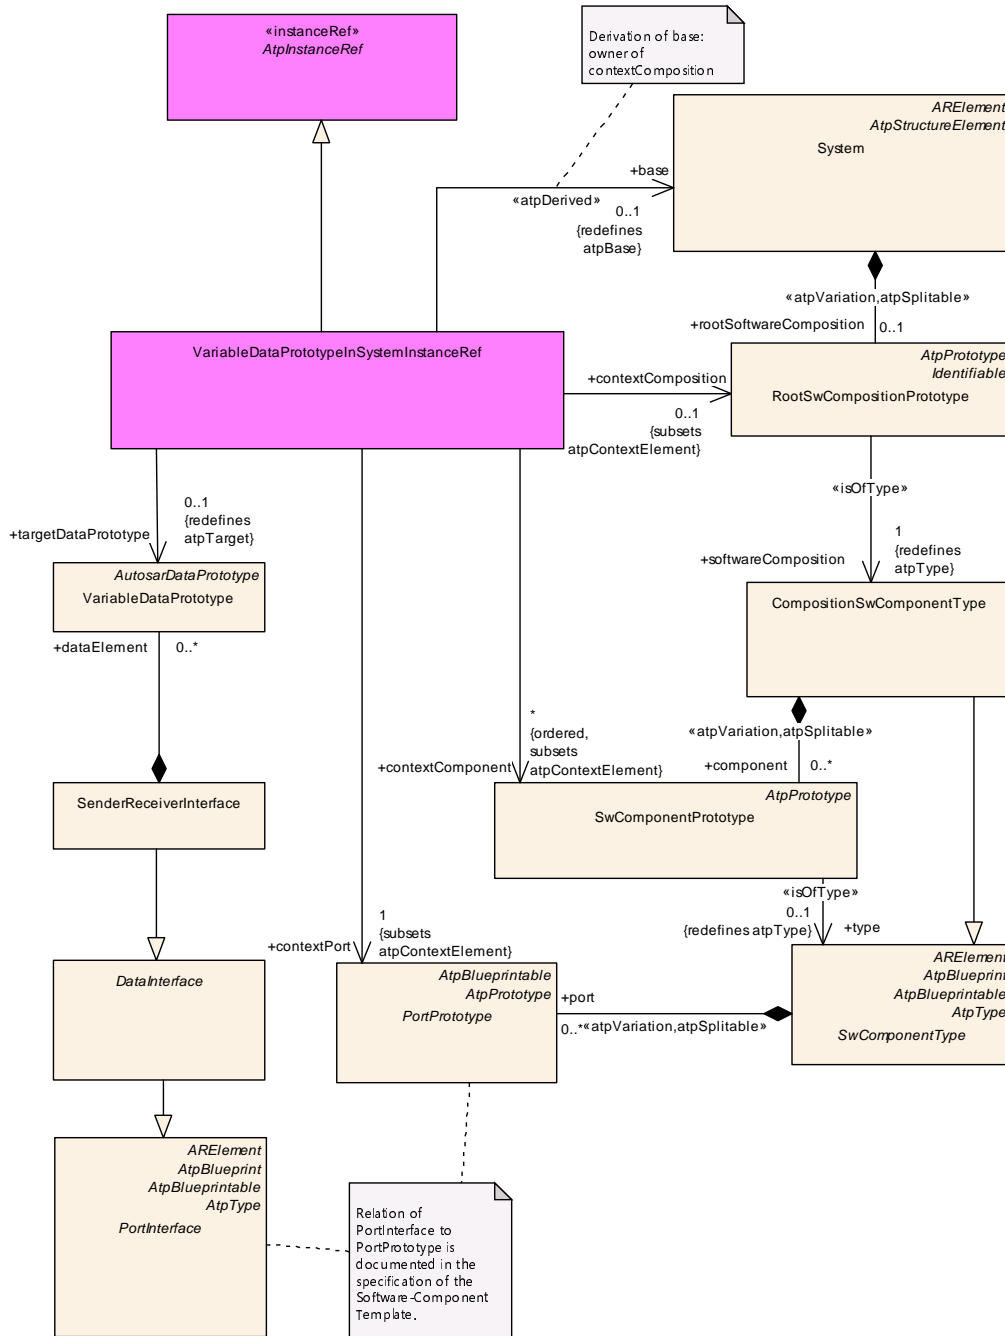 «instanceRef»
AtpInstanceRef
Derivation of base:
owner of
contextComposition
ARElement
AtpStructureElement
System
+base
«atpDerived»
0..1
{redefines
atpBase}
«atpVariation,atpSplitable»
+rootSoftwareComposition
0..1
VariableDataPrototypeInSystemInstanceRef
AtpPrototype
Identifiable
RootSwCompositionPrototype
+contextComposition
0..1
{subsets
atpContextElement}
«isOfType»
+softwareComposition
1
{redefines
atpType}
+targetDataPrototype
0..1
{redefines
atpTarget}
AutosarDataPrototype
VariableDataPrototype
CompositionSwComponentType
+dataElement
0..*
«atpVariation,atpSplitable»
+component
0..*
+contextComponent
*
{ordered,
subsets
atpContextElement}
SenderReceiverInterface
AtpPrototype
SwComponentPrototype
«isOfType»
0..1
{redefines atpType}
+type
+contextPort
1
{subsets
atpContextElement}
DataInterface
AtpBlueprintable
AtpPrototype
PortPrototype
+port
0..*
«atpVariation,atpSplitable»
ARElement
AtpBlueprint
AtpBlueprintable
AtpType
SwComponentType
ARElement
AtpBlueprint
AtpBlueprintable
AtpType
PortInterface
Relation of
PortInterface to
PortPrototype is
documented in the
specification of the
Software-Component
Template.